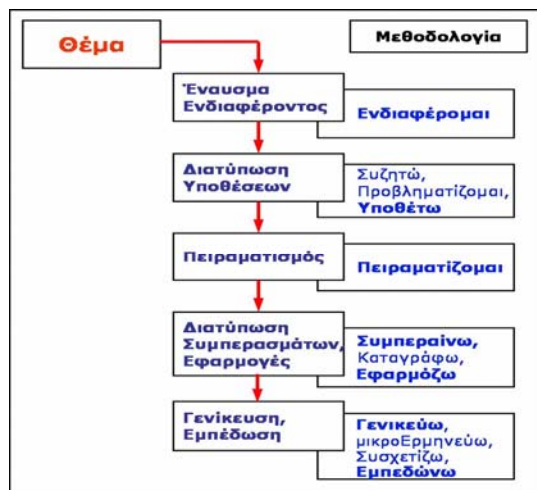 Θέμα
Μεθοδολογία
Έναυσμα
Ενδιαφέροντος
Ενδιαφέρομαι
Διατύπωση
Υποθέσεων
Συζητώ,
Προβληματίζομαι,
Υποθέτω
Πειραματισμός
Πειραματίζομαι
Διατύπωση
Συμπερασμάτων,
Εφαρμογές
Συμπεραίνω,
Καταγράφω,
Εφαρμόζω
Γενίκευση,
Εμπέδωση
Γενικεύω,
μικροΕρμηνεύω,
Συσχετίζω,
Εμπεδώνω